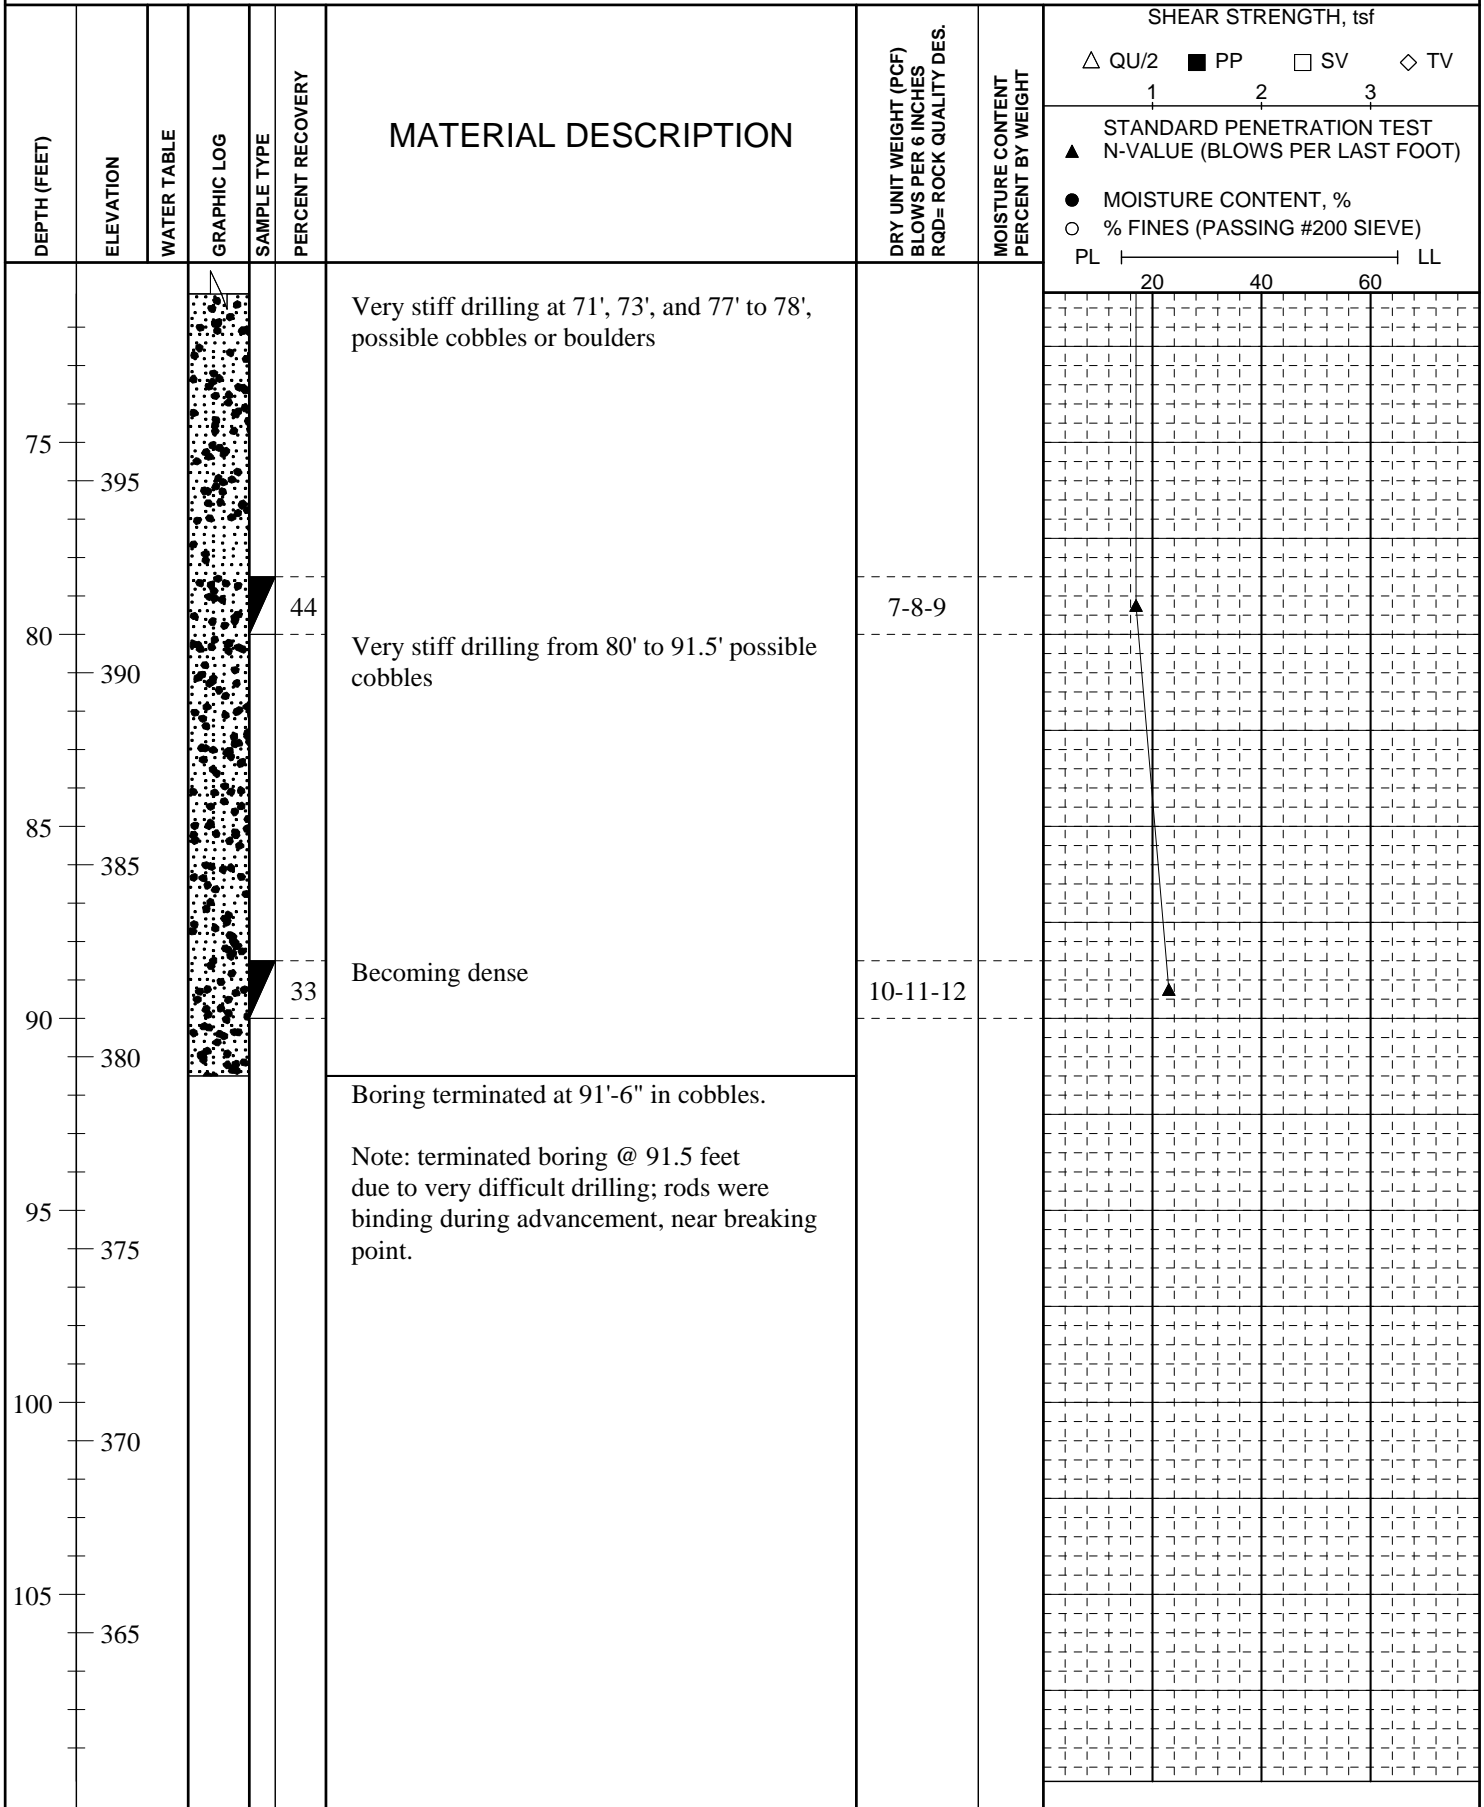 DEPTH (FEET)
ELEVATION
WATER TABLE
GRAPHIC LOG
SAMPLE TYPE
PERCENT RECOVERY
MATERIAL DESCRIPTION
DRY UNIT WEIGHT (PCF)
BLOWS PER 6 INCHES
RQD= ROCK QUALITY DES.
MOISTURE CONTENT
PERCENT BY WEIGHT
SHEAR STRENGTH, tsf
△ QU/2 ■ PP □ SV ◇ TV
1 2 3
STANDARD PENETRATION TEST
▲ N-VALUE (BLOWS PER LAST FOOT)
● MOISTURE CONTENT, %
○ % FINES (PASSING #200 SIEVE)
PL LL
20 40 60
Very stiff drilling at 71', 73', and 77' to 78',
possible cobbles or boulders
75
395
44
7-8-9
80
Very stiff drilling from 80' to 91.5' possible
cobbles
390
85
385
Becoming dense
33
10-11-12
90
380
Boring terminated at 91'-6" in cobbles.
Note: terminated boring @ 91.5 feet
due to very difficult drilling; rods were
binding during advancement, near breaking
point.
95
375
100
370
105
365